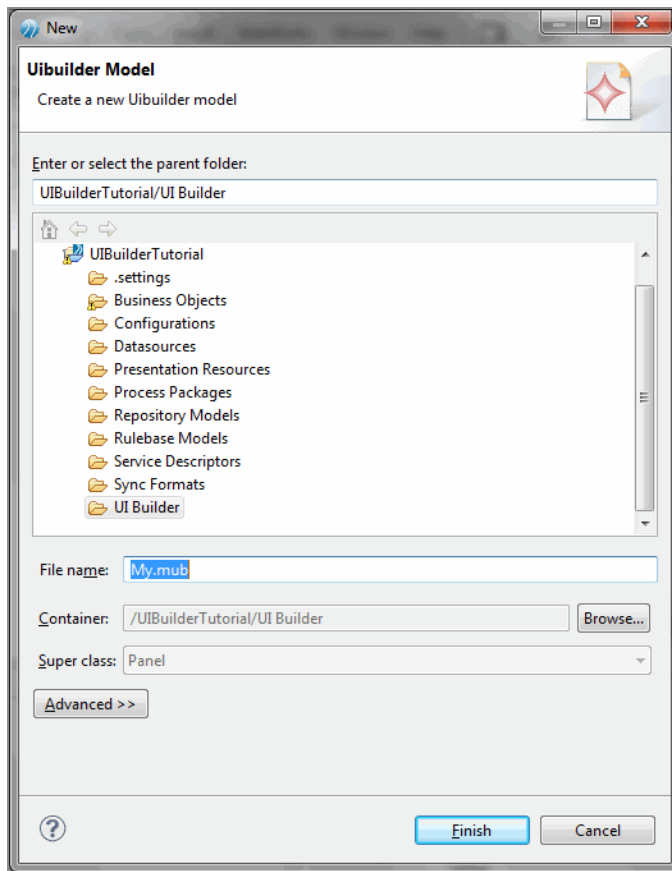 New
Uibuilder Model
Create a new Uibuilder model
Enter or select the parent folder:
UIBuilderTutorial/UI Builder
UIBuilderTutorial
.settings
Business Objects
Configurations
Datasources
Presentation Resources
Process Packages
Repository Models
Rulebase Models
Service Descriptors
Sync Formats
UI Builder
File name: My.mub
Container: /UIBuilderTutorial/UI Builder Browse...
Super class: Panel
Advanced >>
? Finish Cancel